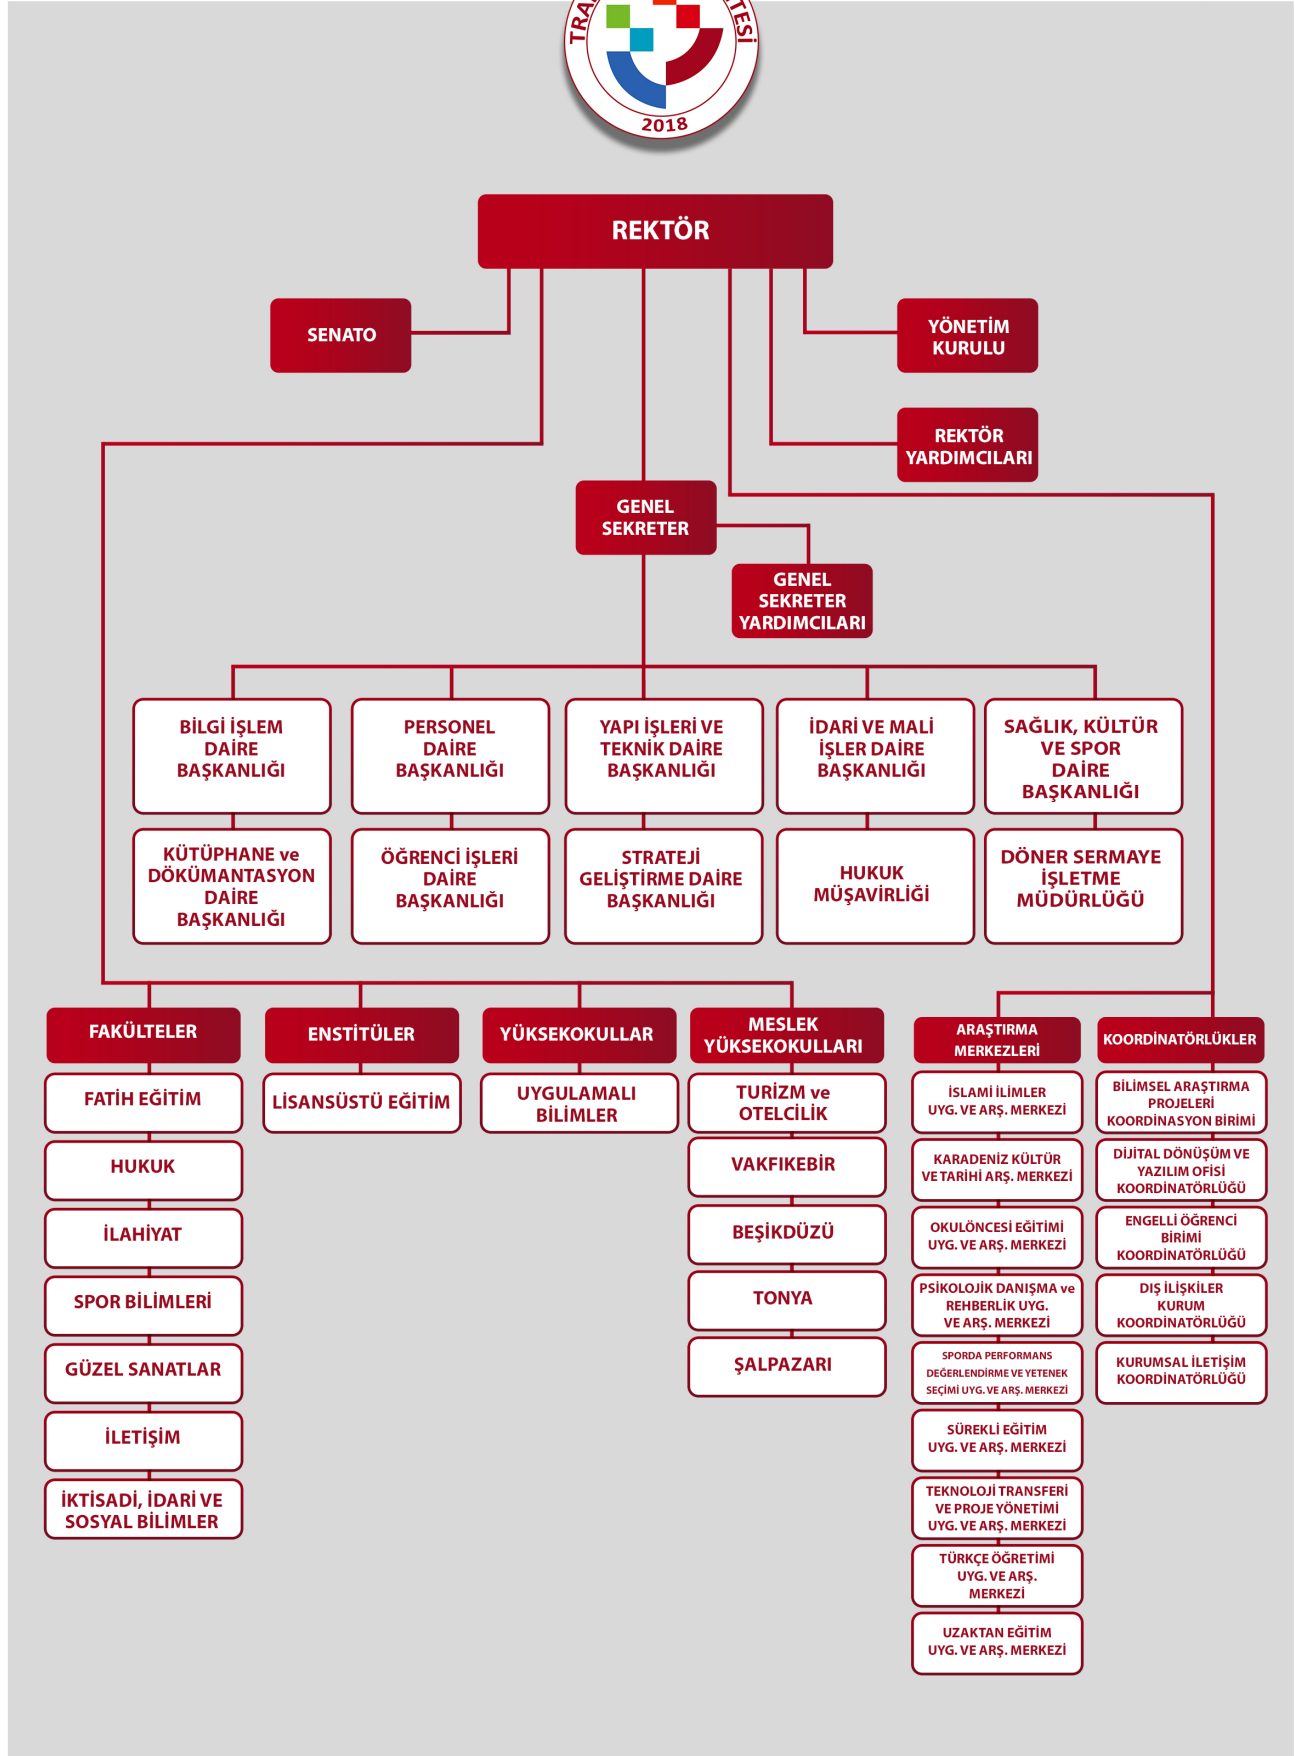 2018
REKTÖR
SENATO
YÖNETİM
KURULU
REKTÖR
YARDIMCILARI
GENEL
SEKRETER
GENEL
SEKRETER
YARDIMCILARI
BİLGİ İŞLEM
DAİRE
BAŞKANLIĞI
PERSONEL
DAİRE
BAŞKANLIĞI
YAPI İŞLERİ VE
TEKNİK DAİRE
BAŞKANLIĞI
İDARİ VE MALİ
İŞLER DAİRE
BAŞKANLIĞI
SAĞLIK, KÜLTÜR
VE SPOR
DAİRE
BAŞKANLIĞI
KÜTÜPHANE ve
DÖKÜMANTASYON
DAİRE
BAŞKANLIĞI
ÖĞRENCİ İŞLERİ
DAİRE
BAŞKANLIĞI
STRATEJİ
GELİŞTİRME DAİRE
BAŞKANLIĞI
HUKUK
MÜŞAVİRLİĞİ
DÖNER SERMAYE
İŞLETME
MÜDÜRLÜĞÜ
FAKÜLTELER
FATİH EĞİTİM
HUKUK
İLAHİYAT
SPOR BİLİMLERİ
GÜZEL SANATLAR
İLETİŞİM
İKTİSADİ, İDARİ VE
SOSYAL BİLİMLER
ENSTİTÜLER
LİSANSÜSTÜ EĞİTİM
YÜKSEKOKULLAR
UYGULAMALI
BİLİMLER
MESLEK
YÜKSEKOKULLARI
TURİZM ve
OTELCİLİK
VAKFIKEBİR
BEŞİKDÜZÜ
TONYA
ŞALPAZARI
ARAŞTIRMA
MERKEZLERİ
İSLAMİ İLİMLER
UYG. VE ARŞ. MERKEZİ
KARADENİZ KÜLTÜR
VE TARİHİ ARŞ. MERKEZİ
OKULÖNCESİ EĞİTİMİ
UYG. VE ARŞ. MERKEZİ
PSİKOLOJİK DANIŞMA ve
REHBERLİK UYG.
VE ARŞ. MERKEZİ
SPORDA PERFORMANS
DEĞERLENDİRME VE YETENEK
SEÇİMİ UYG. VE ARŞ. MERKEZİ
SÜREKLİ EĞİTİM
UYG. VE ARŞ. MERKEZİ
TEKNOLOJİ TRANSFERİ
VE PROJE YÖNETİMİ
UYG. VE ARŞ. MERKEZİ
TÜRKÇE ÖĞRETİMİ
UYG. VE ARŞ.
MERKEZİ
UZAKTAN EĞİTİM
UYG. VE ARŞ. MERKEZİ
KOORDİNATÖRLÜKLER
BİLİMSEL ARAŞTIRMA
PROJELERİ
KOORDİNASYON BİRİMİ
DİJİTAL DÖNÜŞÜM VE
YAZILIM OFİSİ
KOORDİNATÖRLÜĞÜ
ENGELLİ ÖĞRENCİ
BİRİMİ
KOORDİNATÖRLÜĞÜ
DIŞ İLİŞKİLER
KURUM
KOORDİNATÖRLÜĞÜ
KURUMSAL İLETİŞİM
KOORDİNATÖRLÜĞÜ